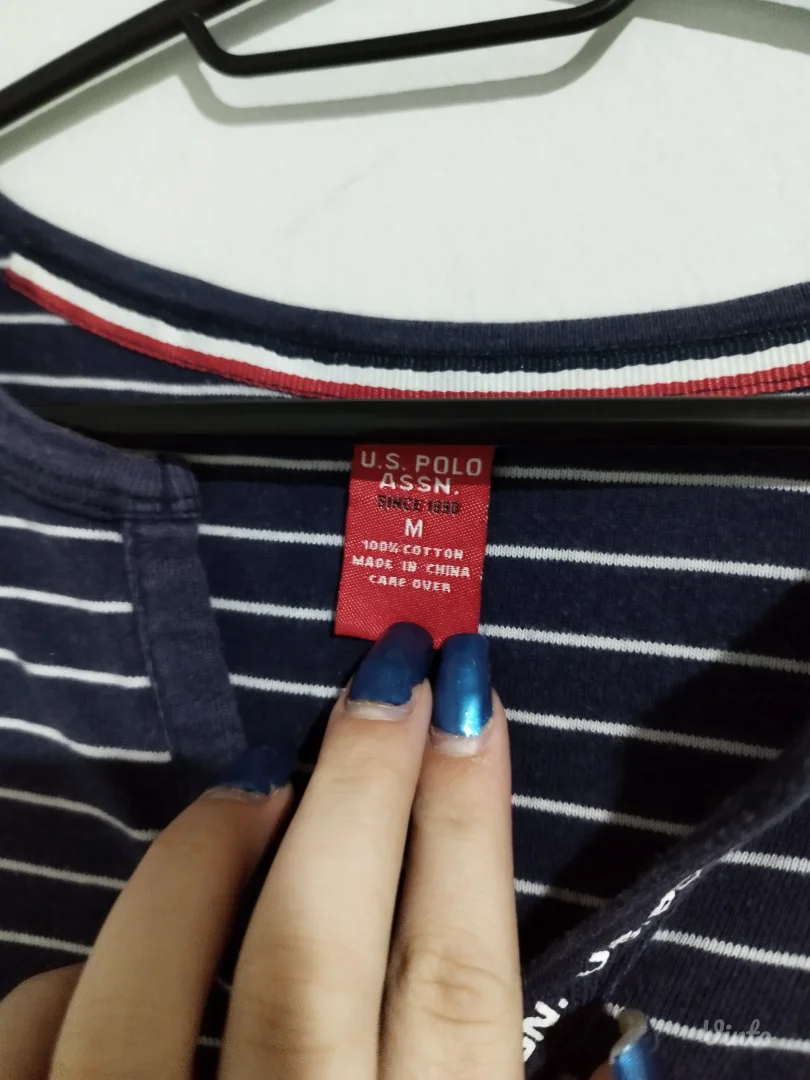 U.S. POLO
ASSN.
SINCE 1890
M
100% COTTON
MADE IN CHINA
CARE OVER